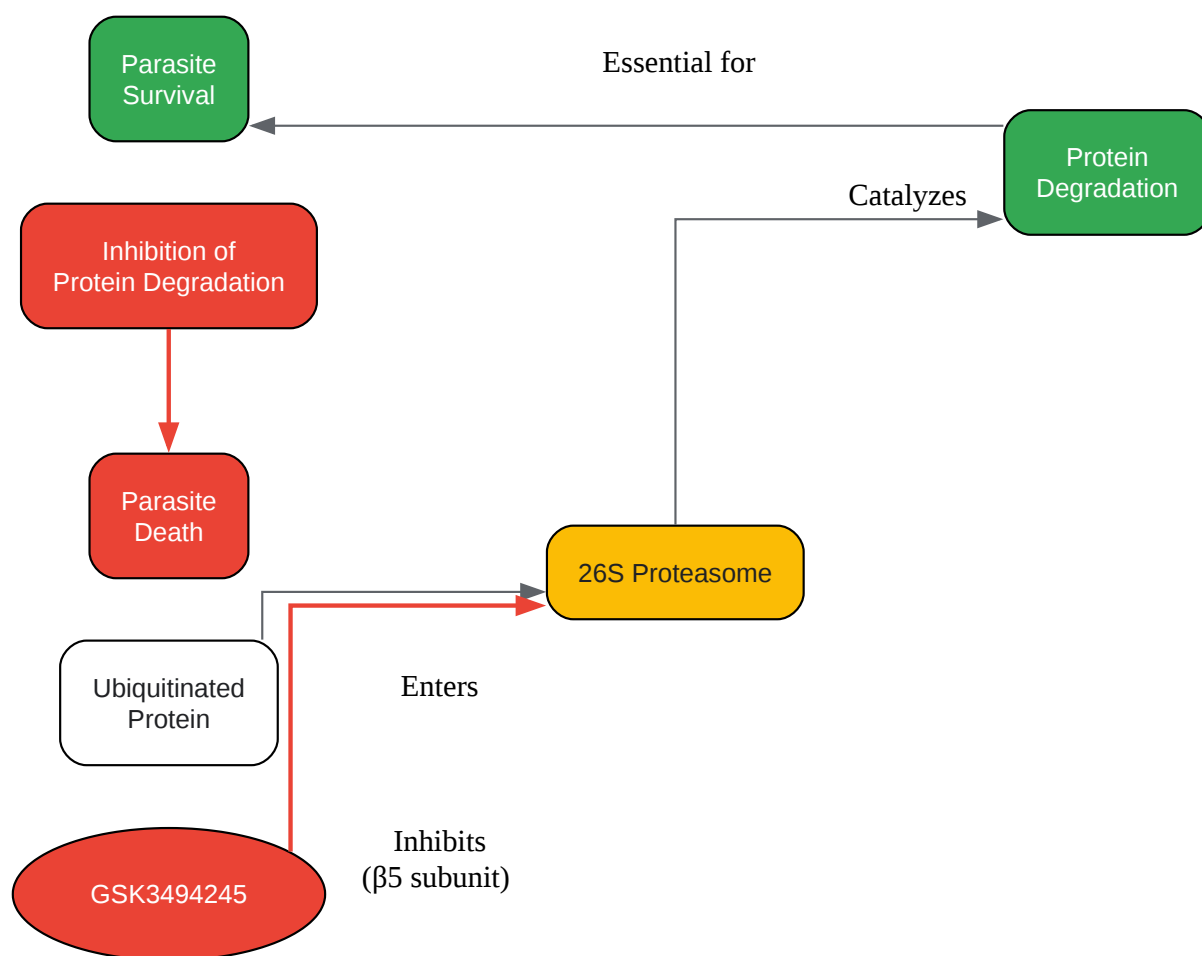 Parasite
Survival
Essential for
Protein
Degradation
Catalyzes
Inhibition of
Protein Degradation
Parasite
Death
26S Proteasome
Ubiquitinated
Protein
Enters
Inhibits
(β5 subunit)
GSK3494245